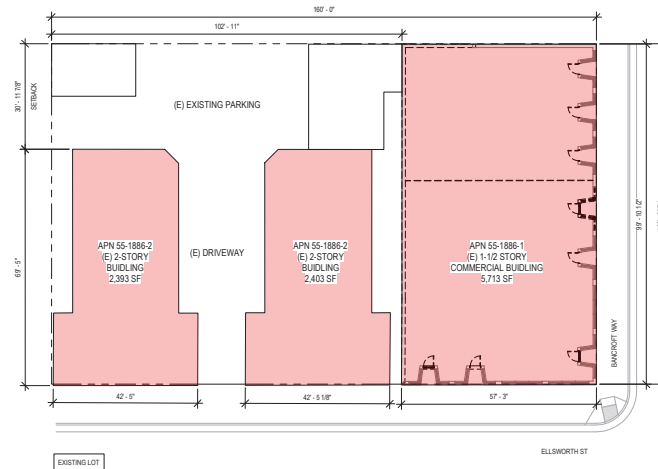 160' - 0"
102' - 11"
30' - 11 7/8"
SETBACK
(E) EXISTING PARKING
69' - 5"
APN 55-1886-2
(E) 2-STORY
BUIDLING
2,393 SF
(E) DRIVEWAY
APN 55-1886-2
(E) 2-STORY
BUIDLING
2,403 SF
APN 55-1886-1
(E) 1-1/2 STORY
COMMERCIAL BUIDLING
5,713 SF
99' - 10 1/2"
BANCROFT WAY
42' - 5"
42' - 5 1/8"
57' - 3"
ELLSWORTH ST
EXISTING LOT